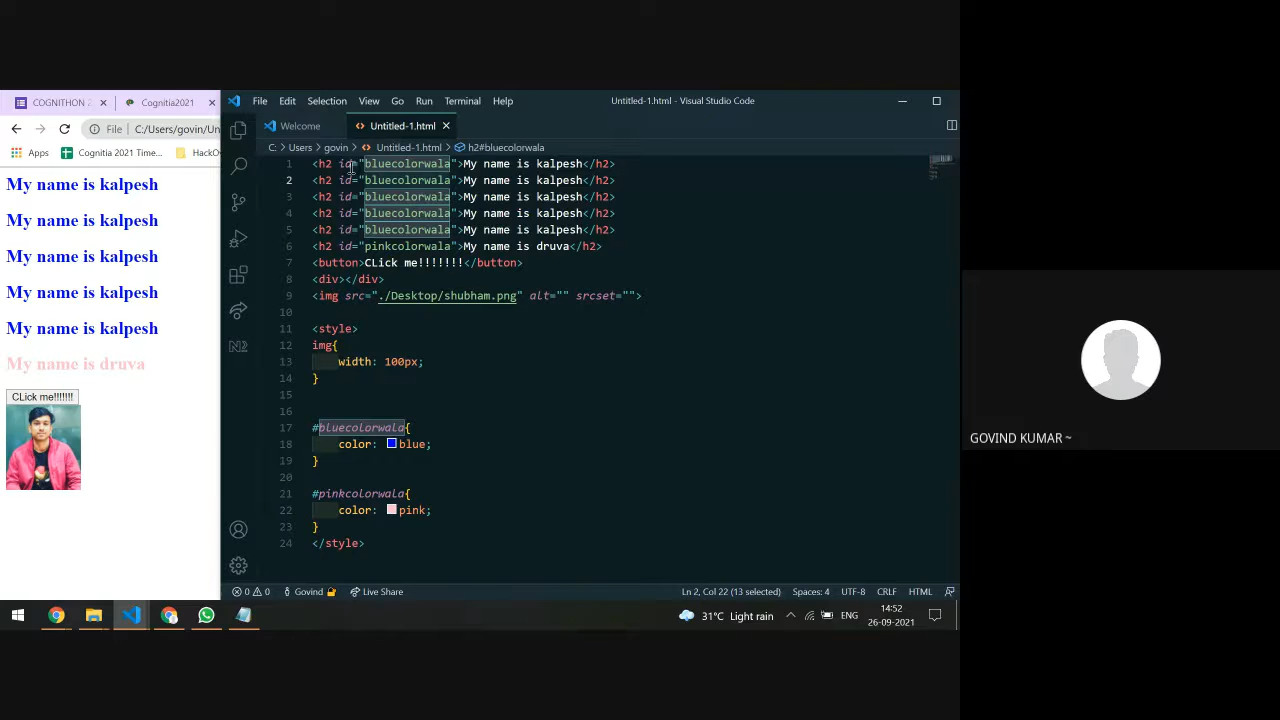 COGNITHON 2
Cognitia2021
File
C:/Users/govin/Un
Apps
Cognitia 2021 Time...
HackO
My name is kalpesh
My name is kalpesh
My name is kalpesh
My name is kalpesh
My name is kalpesh
My name is druva
CLick me!!!!!!!
File Edit Selection View Go Run Terminal Help
Untitled-1.html - Visual Studio Code
Welcome
Untitled-1.html
C: > Users > govin > Untitled-1.html > h2#bluecolorwala
1 <h2 id="bluecolorwala">My name is kalpesh</h2>
2 <h2 id="bluecolorwala">My name is kalpesh</h2>
3 <h2 id="bluecolorwala">My name is kalpesh</h2>
4 <h2 id="bluecolorwala">My name is kalpesh</h2>
5 <h2 id="bluecolorwala">My name is kalpesh</h2>
6 <h2 id="pinkcolorwala">My name is druva</h2>
7 <button>CLick me!!!!!!!</button>
8 <div></div>
9 <img src="./Desktop/shubham.png" alt="" srcset="">
10
11 <style>
12 img{
13 width: 100px;
14 }
15
16
17 #bluecolorwala{
18 color: blue;
19 }
20
21 #pinkcolorwala{
22 color: pink;
23 }
24 </style>
0 0 Govind Live Share
Ln 2, Col 22 (13 selected) Spaces: 4 UTF-8 CRLF HTML
31°C Light rain
ENG
14:52
26-09-2021
GOVIND KUMAR ~